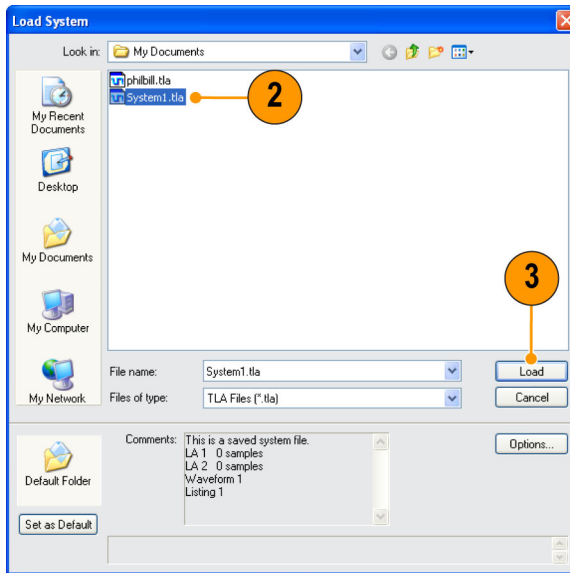 Load System
Look in: My Documents
philbill.tla
System1.tla
2
My Recent
Documents
Desktop
My Documents
My Computer
My Network
3
File name: System1.tla Load
Files of type: TLA Files (*.tla) Cancel
Comments: This is a saved system file.
LA 1 0 samples
LA 2 0 samples
Waveform 1
Listing 1
Options...
Default Folder
Set as Default